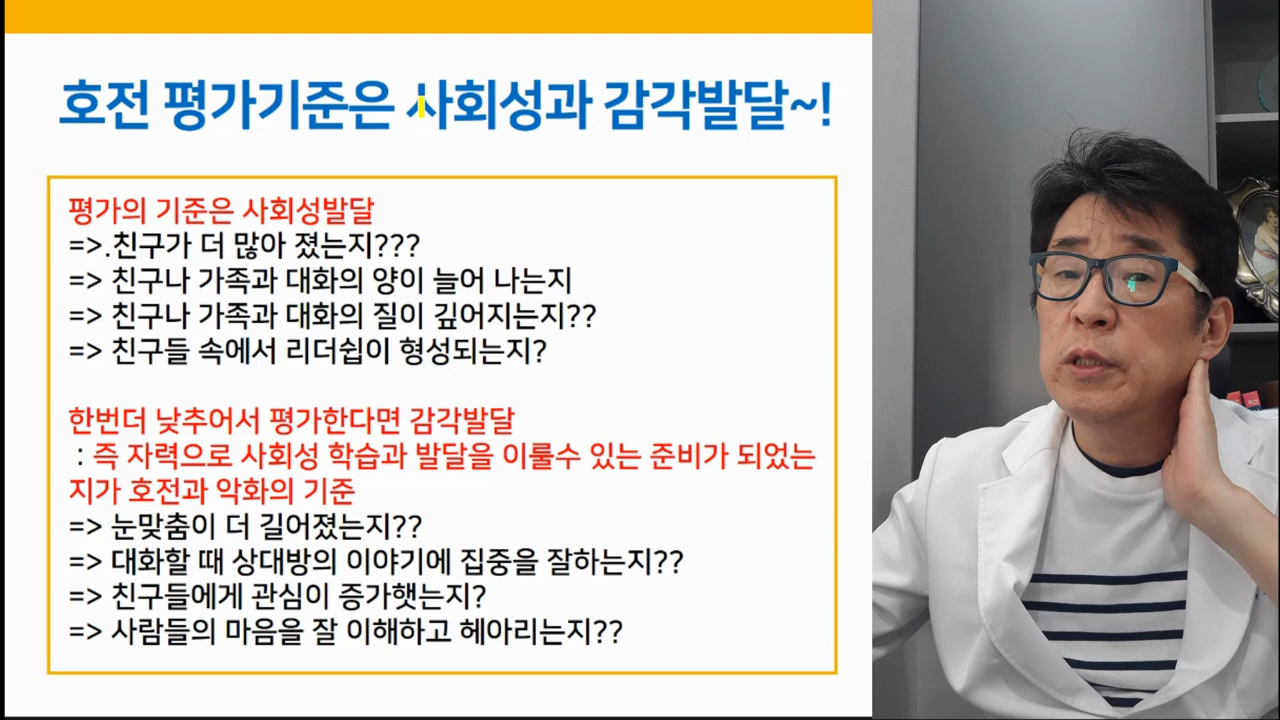 호전 평가기준은 사회성과 감각발달~!
평가의 기준은 사회성발달
=>.친구가 더 많아 졌는지???
=> 친구나 가족과 대화의 양이 늘어 나는지
=> 친구나 가족과 대화의 질이 깊어지는지??
=> 친구들 속에서 리더쉽이 형성되는지?
한번더 낮추어서 평가한다면 감각발달
: 즉 자력으로 사회성 학습과 발달을 이룰수 있는 준비가 되었는
지가 호전과 악화의 기준
=> 눈맞춤이 더 길어졌는지??
=> 대화할 때 상대방의 이야기에 집중을 잘하는지??
=> 친구들에게 관심이 증가햇는지?
=> 사람들의 마음을 잘 이해하고 헤아리는지??